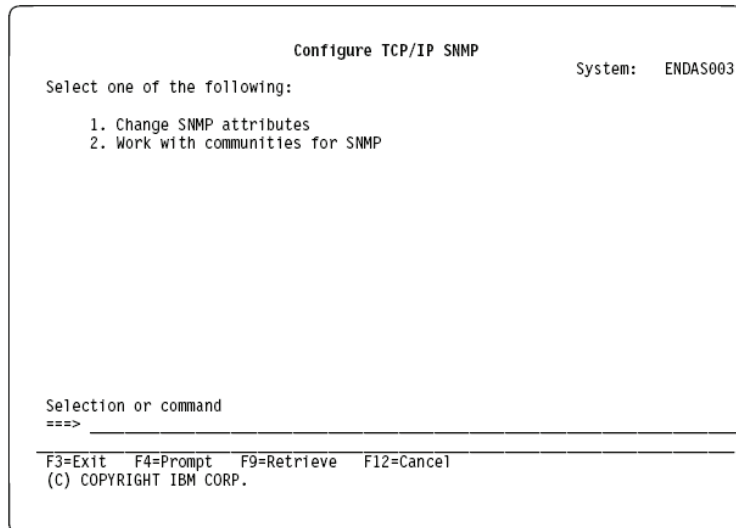 Configure TCP/IP SNMP
System: ENDAS003
Select one of the following:
1. Change SNMP attributes
2. Work with communities for SNMP
Selection or command
===>
F3=Exit F4=Prompt F9=Retrieve F12=Cancel
(C) COPYRIGHT IBM CORP.